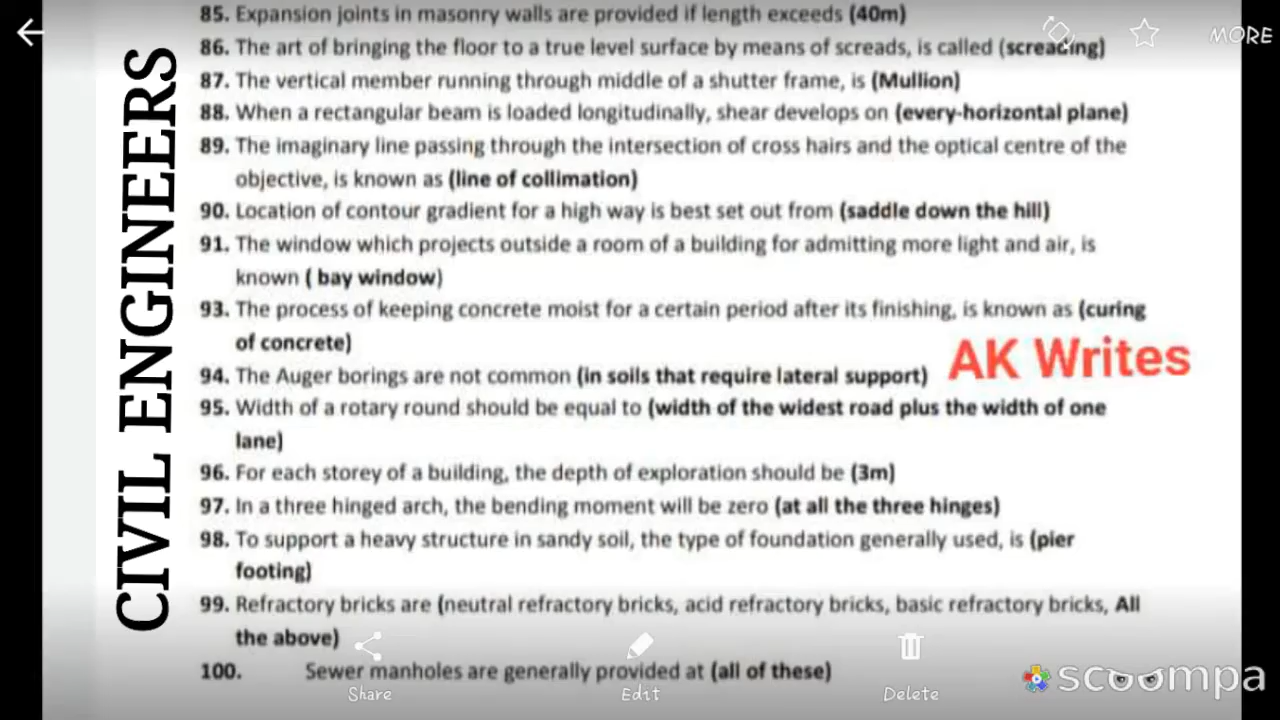 85. Expansion joints in masonry walls are provided if length exceeds (40m)
MORE
86. The art of bringing the floor to a true level surface by means of screads, is called (screading)
87. The vertical member running through middle of a shutter frame, is (Mullion)
88. When a rectangular beam is loaded longitudinally, shear develops on (every-horizontal plane)
89. The imaginary line passing through the intersection of cross hairs and the optical centre of the
objective, is known as (line of collimation)
90. Location of contour gradient for a high way is best set out from (saddle down the hill)
91. The window which projects outside a room of a building for admitting more light and air, is
known ( bay window)
93. The process of keeping concrete moist for a certain period after its finishing, is known as (curing
of concrete)
AK Writes
94. The Auger borings are not common (in soils that require lateral support)
95. Width of a rotary round should be equal to (width of the widest road plus the width of one
lane)
96. For each storey of a building, the depth of exploration should be (3m)
97. In a three hinged arch, the bending moment will be zero (at all the three hinges)
98. To support a heavy structure in sandy soil, the type of foundation generally used, is (pier
footing)
99. Refractory bricks are (neutral refractory bricks, acid refractory bricks, basic refractory bricks, All
the above)
100. Sewer manholes are generally provided at (all of these)
Share
Edit
Delete
scoompa
CIVIL ENGINEERS